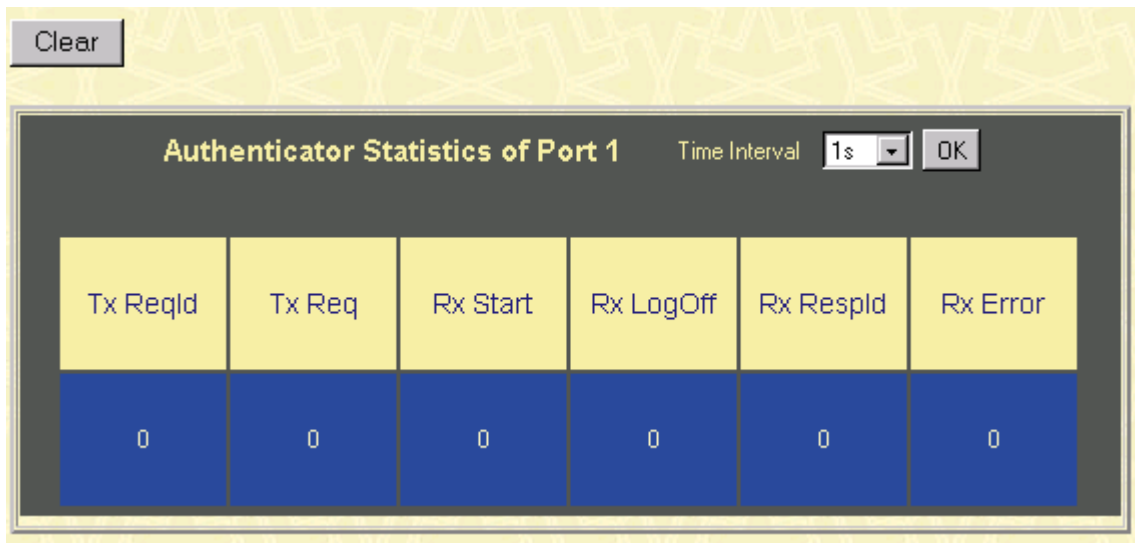 Clear
Authenticator Statistics of Port 1 Time Interval 1s OK
Tx ReqId Tx Req Rx Start Rx LogOff Rx RespId Rx Error
0 0 0 0 0 0